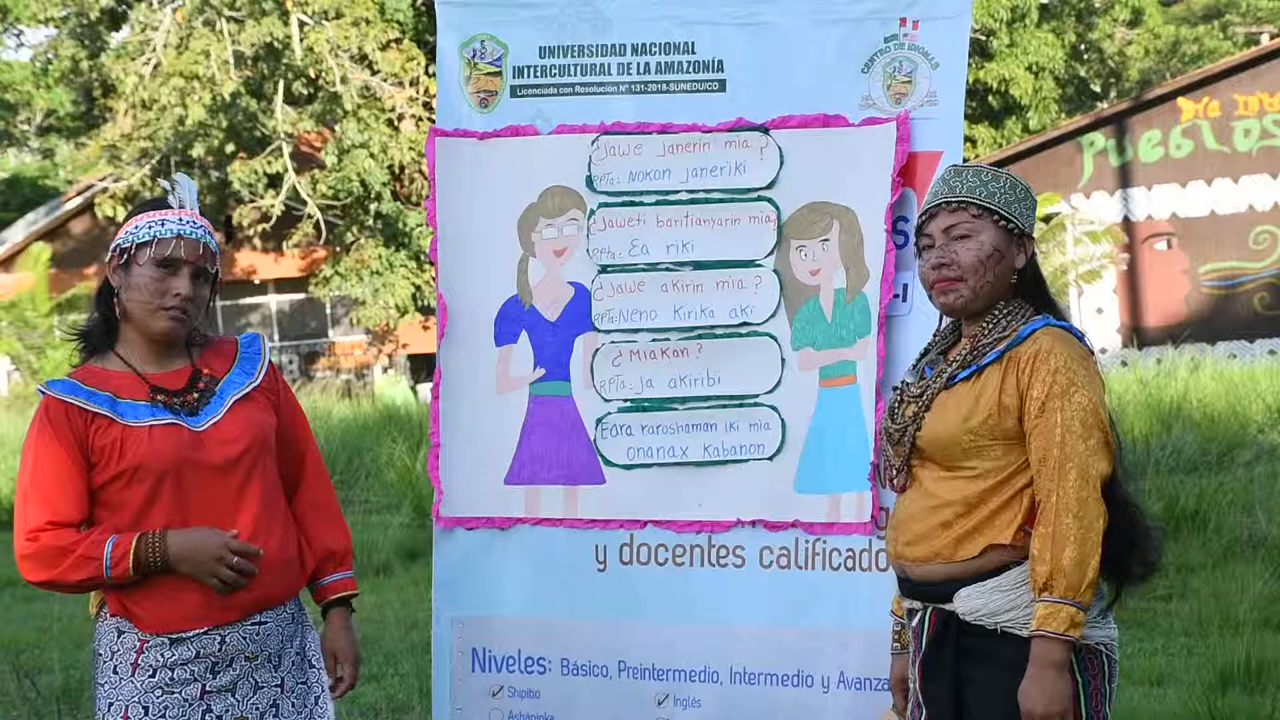 UNIVERSIDAD NACIONAL
INTERCULTURAL DE LA AMAZONÍA
Licenciada con Resolución N° 131-2018-SUNEDU/CD
CENTRO DE IDIOMAS
¿Jawe janerin mia?
RPTa: Nokon janeriki
¿Jaweti baritianyarin mia?
RPTa: Ea riki
¿Jawe akirin mia?
RPTa: Neno Kirika aki
¿Miakan?
RPTa: Ja akiribi
Eara raroshaman iki mia
onanax kabanon
y docentes calificado
Niveles: Básico, Preintermedio, Intermedio y Avanza
Shipibo
Inglés
Pueblos